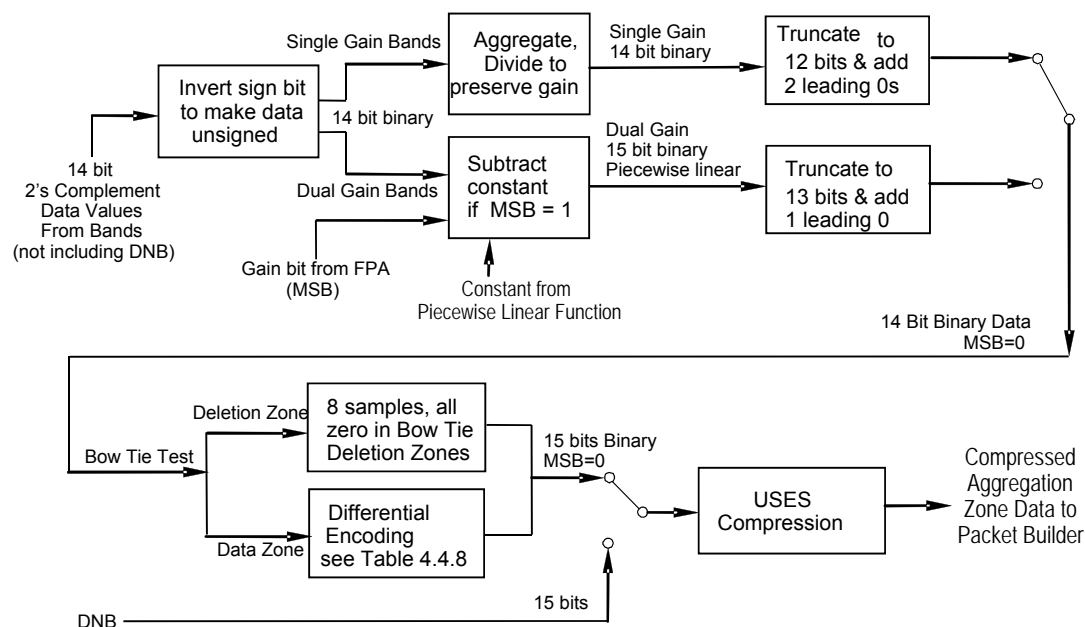 Single Gain Bands
Aggregate,
Divide to
preserve gain
Single Gain
14 bit binary
Truncate to
12 bits & add
2 leading 0s
Invert sign bit
to make data
unsigned
14 bit binary
14 bit
2's Complement
Data Values
From Bands
(not including DNB)
Dual Gain Bands
Subtract
constant
if MSB = 1
Dual Gain
15 bit binary
Piecewise linear
Truncate to
13 bits & add
1 leading 0
Gain bit from FPA
(MSB)
Constant from
Piecewise Linear Function
14 Bit Binary Data
MSB=0
Bow Tie Test
Deletion Zone
8 samples, all
zero in Bow Tie
Deletion Zones
Data Zone
Differential
Encoding
see Table 4.4.8
15 bits Binary
MSB=0
USES
Compression
Compressed
Aggregation
Zone Data to
Packet Builder
DNB
15 bits